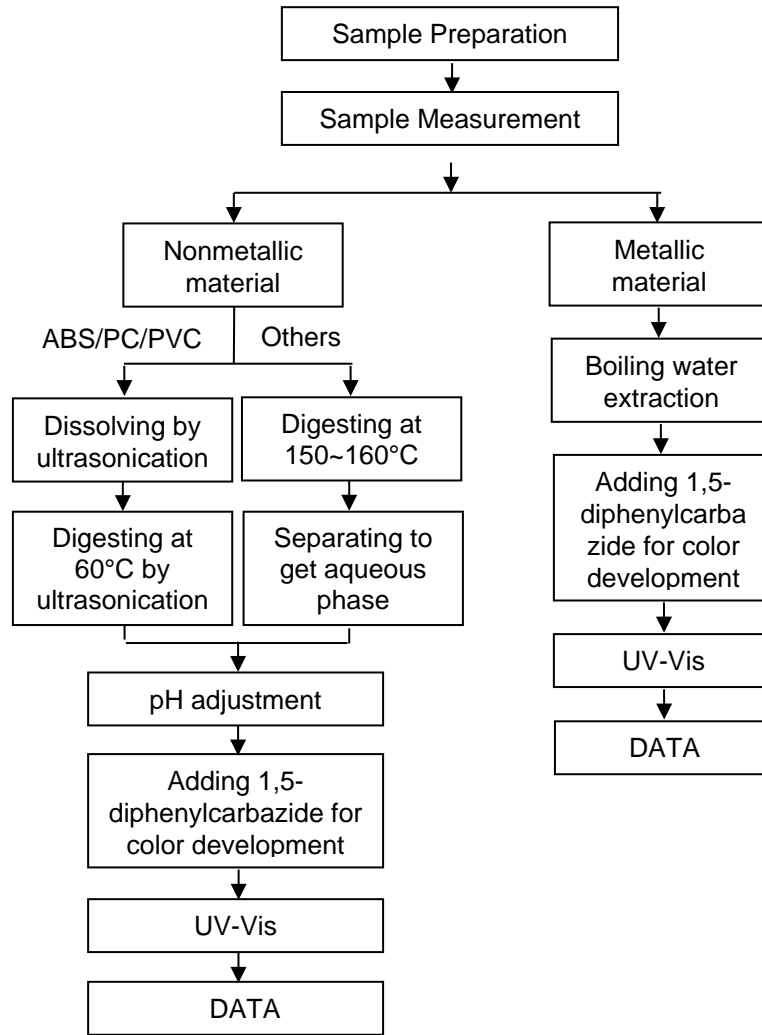 Sample Preparation
Sample Measurement
Nonmetallic
material
Metallic
material
ABS/PC/PVC
Others
Boiling water
extraction
Dissolving by
ultrasonication
Digesting at
150~160°C
Adding 1,5-
diphenylcarba
zide for color
development
Digesting at
60°C by
ultrasonication
Separating to
get aqueous
phase
UV-Vis
pH adjustment
DATA
Adding 1,5-
diphenylcarbazide for
color development
UV-Vis
DATA